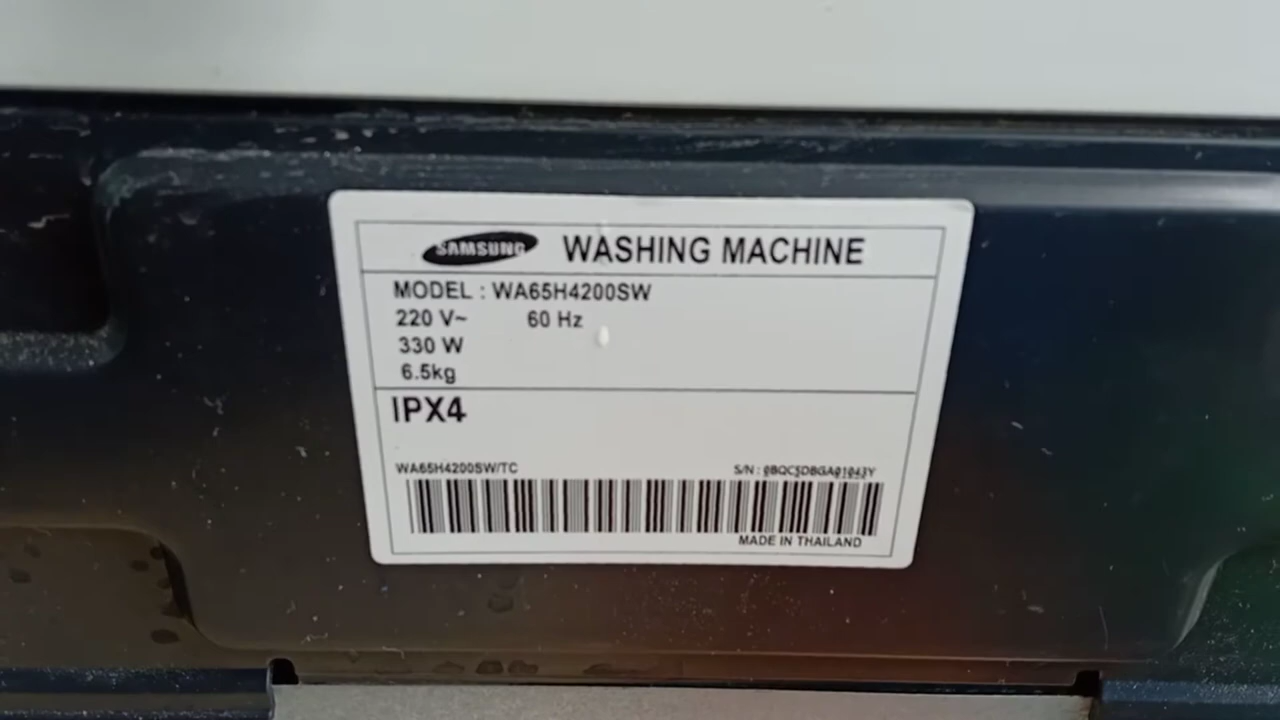 SAMSUNG WASHING MACHINE
MODEL : WA65H4200SW
220 V~ 60 Hz
330 W
6.5kg
IPX4
WA65H4200SW/TC S/N :
MADE IN THAILAND